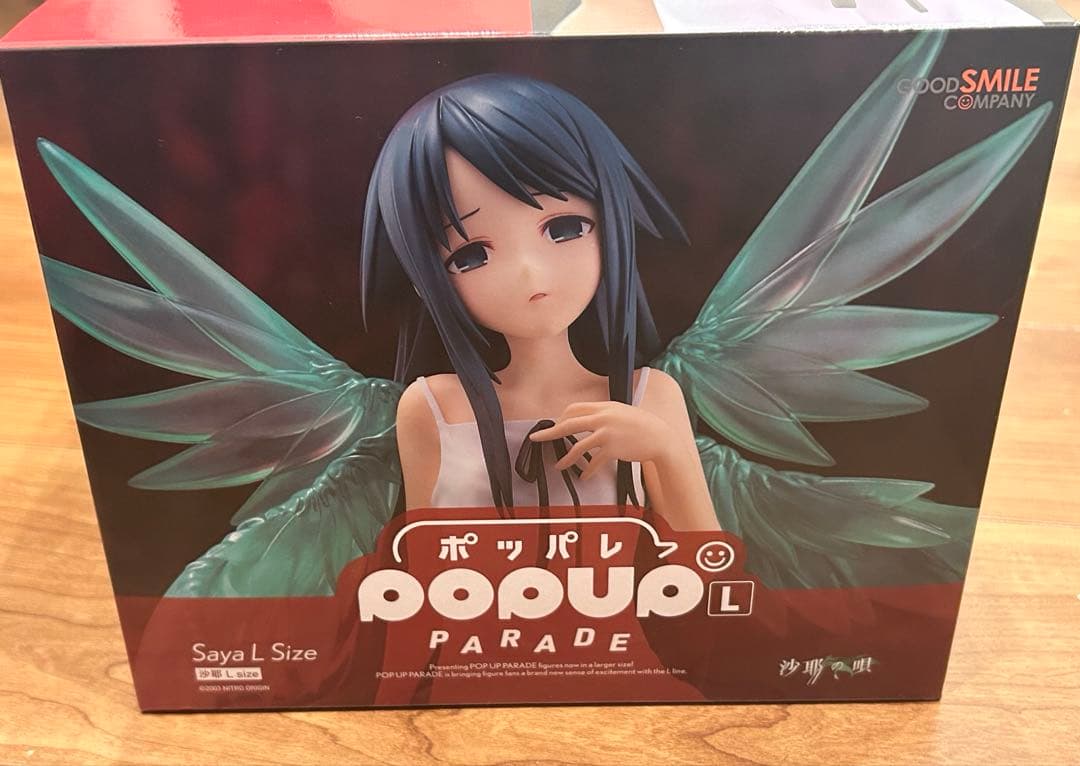 GOOD SMILE
COMPANY
ポッパレ
POP UP L
PARADE
Saya L Size
沙耶 L size
©2003 NITRO ORIGIN
Presenting POP UP PARADE figures now in a larger size!
POP UP PARADE is bringing figure fans a brand new sense of excitement with the L line.
沙耶の唄